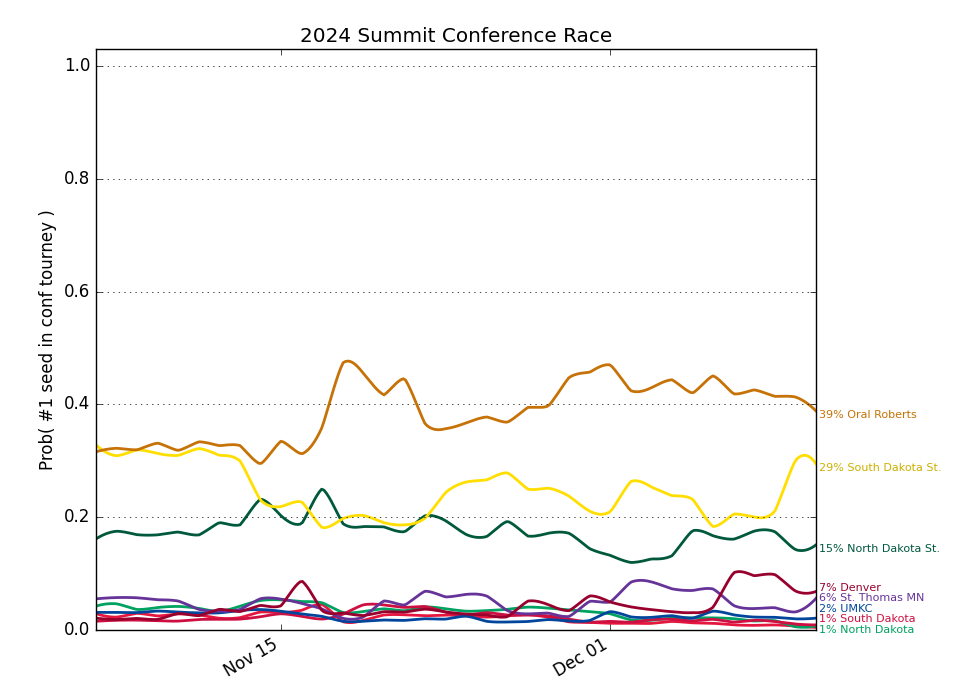 2024 Summit Conference Race
Prob( #1 seed in conf tourney )
1.0
0.8
0.6
0.4
0.2
0.0
Nov 15
Dec 01
39% Oral Roberts
29% South Dakota St.
15% North Dakota St.
7% Denver
6% St. Thomas MN
2% UMKC
1% South Dakota
1% North Dakota